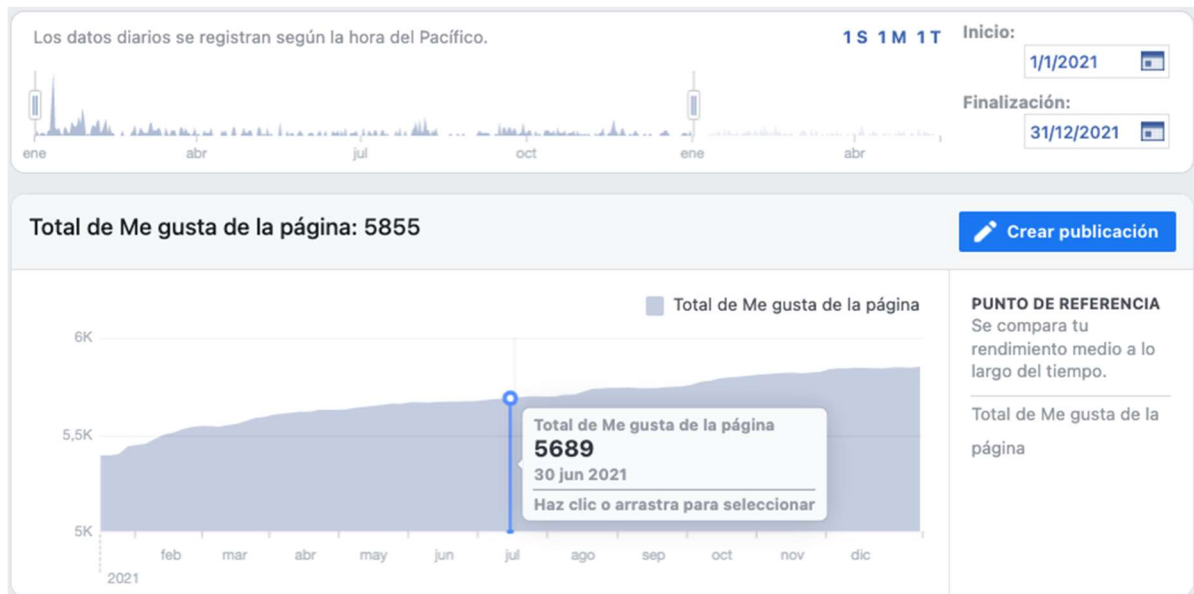 Los datos diarios se registran según la hora del Pacífico.
1 S 1 M 1 T
Inicio:
1/1/2021
Finalización:
31/12/2021
ene abr jul oct ene abr
Total de Me gusta de la página: 5855
Crear publicación
Total de Me gusta de la página
6K
5,5K
5K
Total de Me gusta de la página
5689
30 jun 2021
Haz clic o arrastra para seleccionar
feb mar abr may jun jul ago sep oct nov dic
2021
PUNTO DE REFERENCIA
Se compara tu
rendimiento medio a lo
largo del tiempo.
Total de Me gusta de la
página